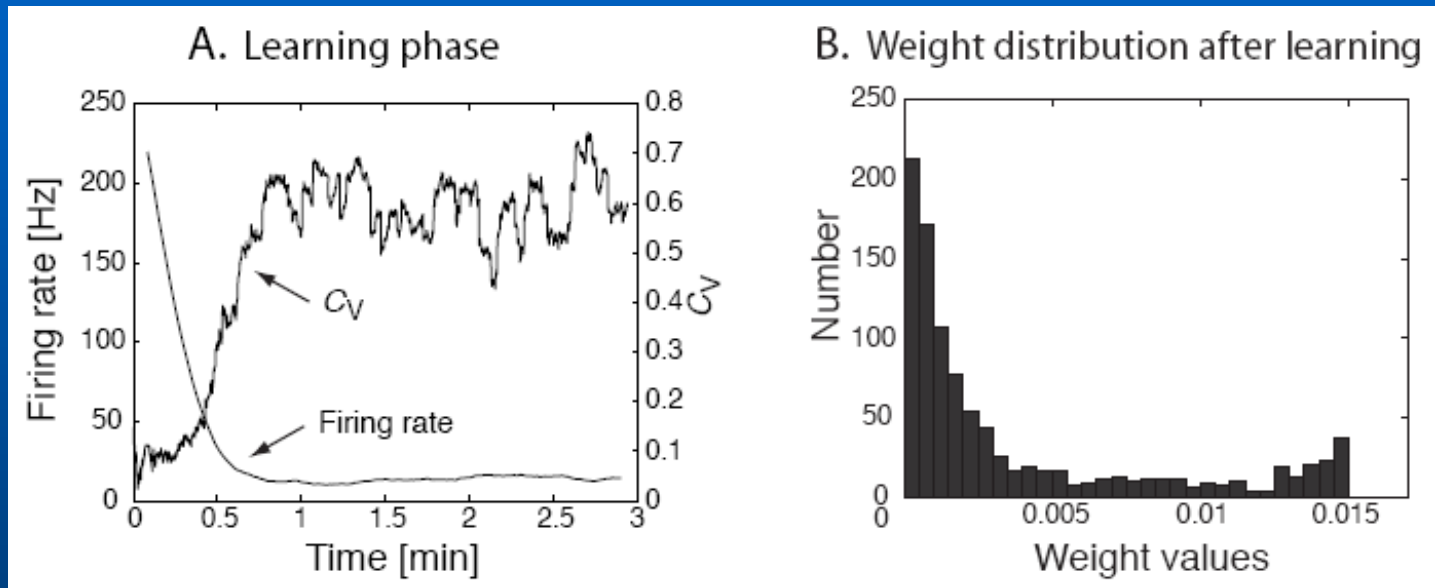 A. Learning phase
Firing rate [Hz]
250
200
150
100
50
0
0.8
0.7
0.6
0.5
0.4
0.3
0.2
0.1
0
CV
CV
Firing rate
0 0.5 1 1.5 2 2.5 3
Time [min]
B. Weight distribution after learning
Number
250
200
150
100
50
0
0 0.005 0.01 0.015
Weight values